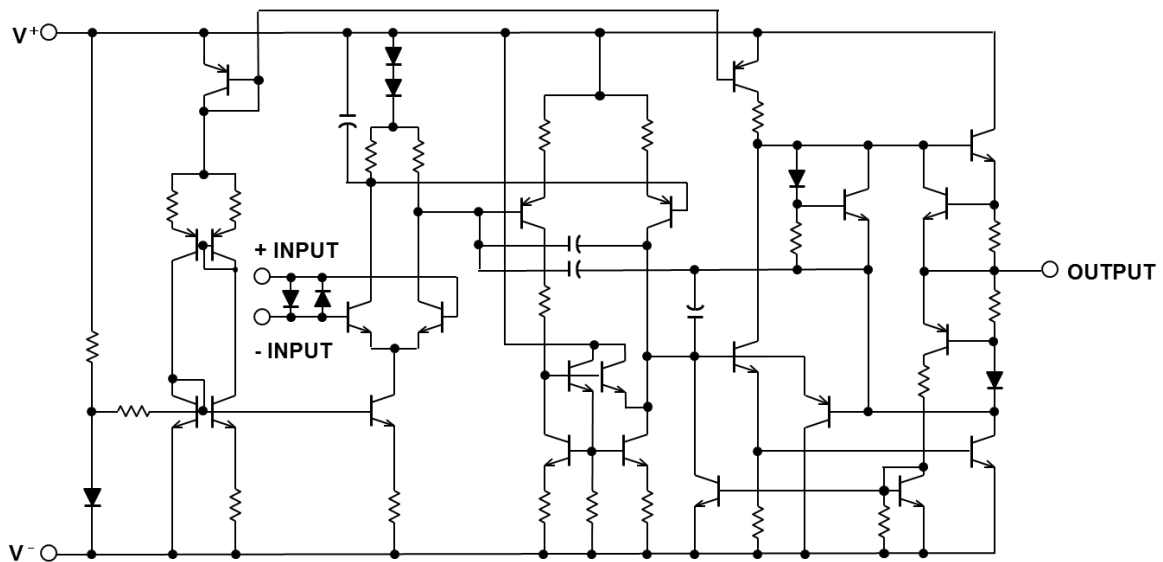 V+
+ INPUT
- INPUT
OUTPUT
V-